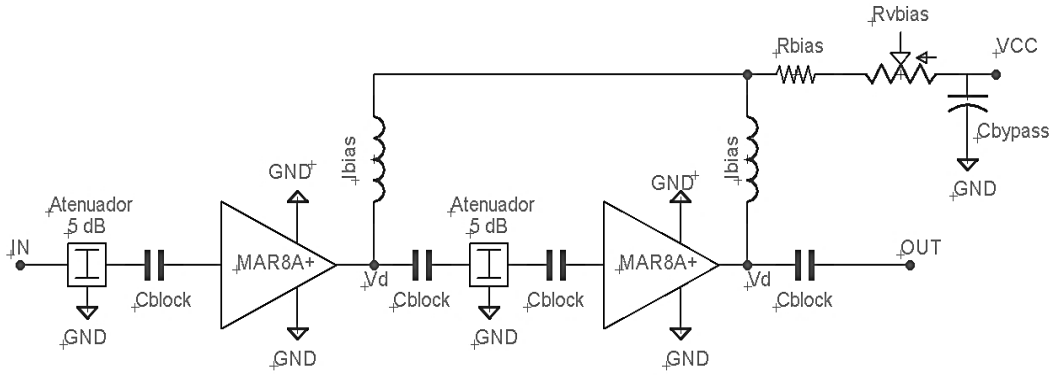 Rvbias
Rbias
VCC
Cbypass
GND
Ibias
Ibias
GND
GND
Atenuador
5 dB
Atenuador
5 dB
IN
MAR8A+
MAR8A+
OUT
Vd
Vd
Cblock
Cblock
Cblock
Cblock
GND
GND
GND
GND